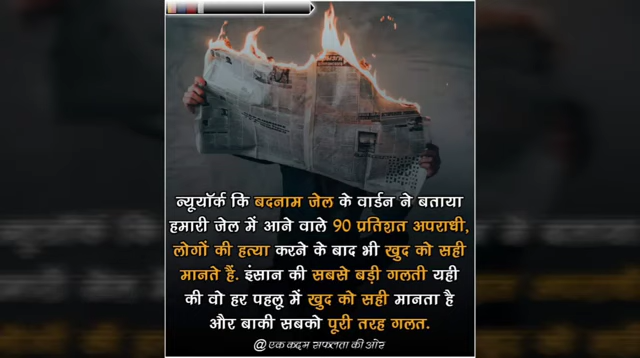 न्यूयॉर्क कि बदनाम जेल के वार्डन ने बताया
हमारी जेल में आने वाले 90 प्रतिशत अपराधी,
लोगों की हत्या करने के बाद भी खुद को सही
मानते हैं. इंसान की सबसे बड़ी गलती यही
की वो हर पहलू में खुद को सही मानता है
और बाकी सबको पूरी तरह गलत.
@एक कदम सफलता की ओर